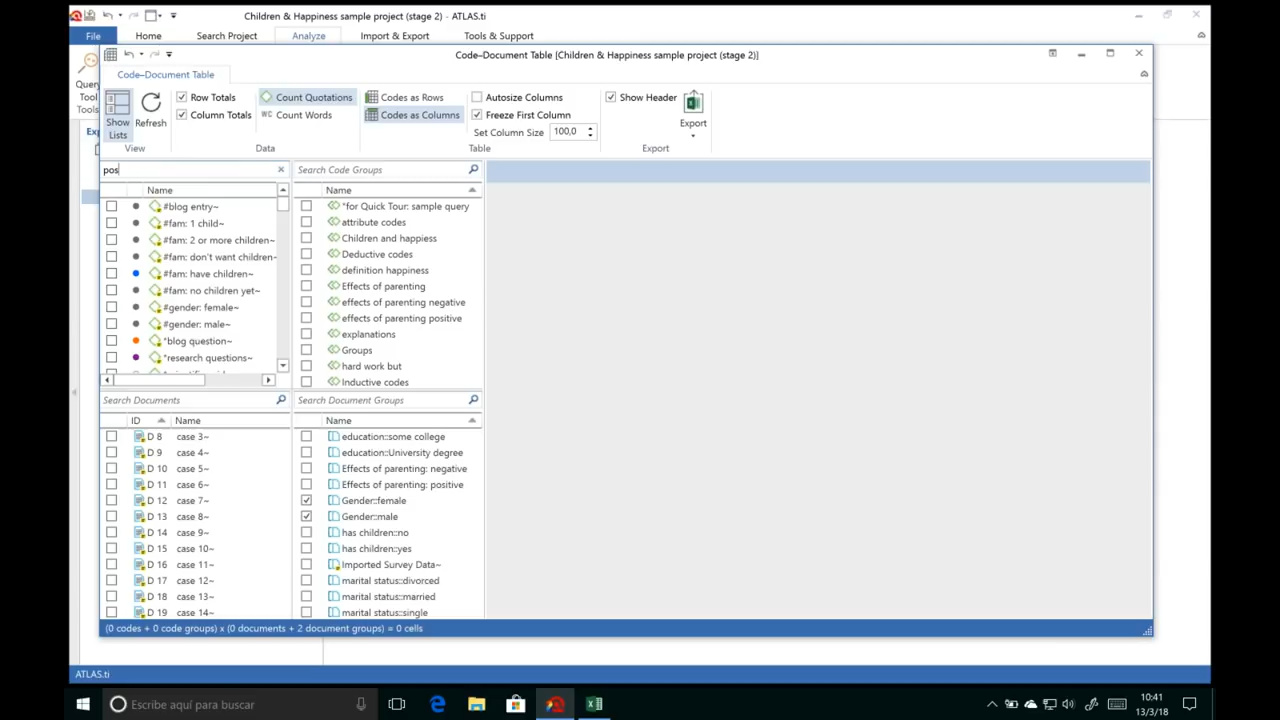 Children & Happiness sample project (stage 2) - ATLAS.ti
File Home Search Project Analyze Import & Export Tools & Support
Code–Document Table [Children & Happiness sample project (stage 2)]
Code–Document Table
Query
Tool
Tools
Show
Lists
Refresh
Row Totals
Column Totals
Count Quotations
WC Count Words
Codes as Rows
Codes as Columns
Autosize Columns
Freeze First Column
Set Column Size 100,0
Show Header
Export
View Data Table Export
pos
Search Code Groups
Name
#blog entry~
#fam: 1 child~
#fam: 2 or more children~
#fam: don't want children~
#fam: have children~
#fam: no children yet~
#gender: female~
#gender: male~
*blog question~
*research questions~
Name
*for Quick Tour: sample query
attribute codes
Children and happiess
Deductive codes
definition happiness
Effects of parenting
effects of parenting negative
effects of parenting positive
explanations
Groups
hard work but
Inductive codes
Search Documents
ID Name
D 8 case 3~
D 9 case 4~
D 10 case 5~
D 11 case 6~
D 12 case 7~
D 13 case 8~
D 14 case 9~
D 15 case 10~
D 16 case 11~
D 17 case 12~
D 18 case 13~
D 19 case 14~
Search Document Groups
Name
education::some college
education::University degree
Effects of parenting: negative
Effects of parenting: positive
Gender::female
Gender::male
has children::no
has children::yes
Imported Survey Data~
marital status::divorced
marital status::married
marital status::single
(0 codes + 0 code groups) x (0 documents + 2 document groups) = 0 cells
ATLAS.ti
Escribe aquí para buscar
10:41
13/3/18